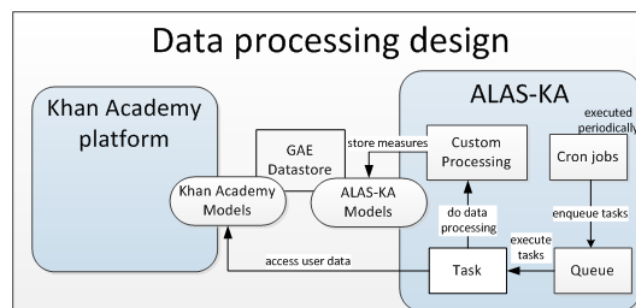 Data processing design
Khan Academy
platform
ALAS-KA
executed
periodically
GAE
Datastore
store measures
Custom
Processing
Cron jobs
Khan Academy
Models
ALAS-KA
Models
do data
processing
enqueue tasks
execute
tasks
access user data
Task
Queue